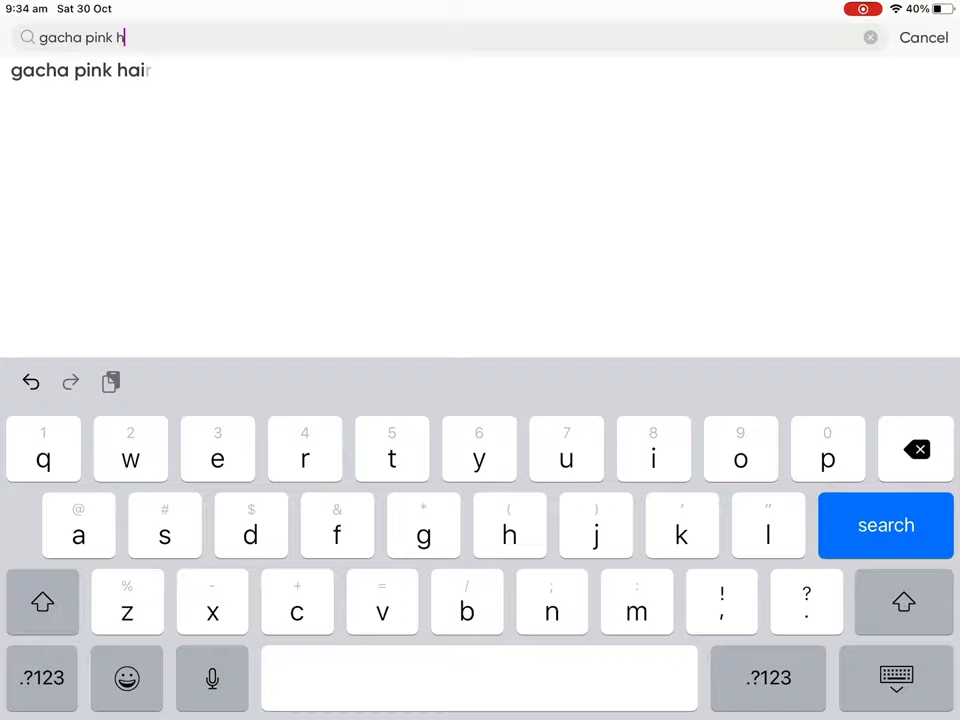 9:34 am Sat 30 Oct 40%
gacha pink h Cancel
gacha pink hair
1 2 3 4 5 6 7 8 9 0
q w e r t y u i o p
@ # $ & * ( ) ' "
a s d f g h j k l search
% - + = / ; : ! ?
z x c v b n m , .
.?123 .?123